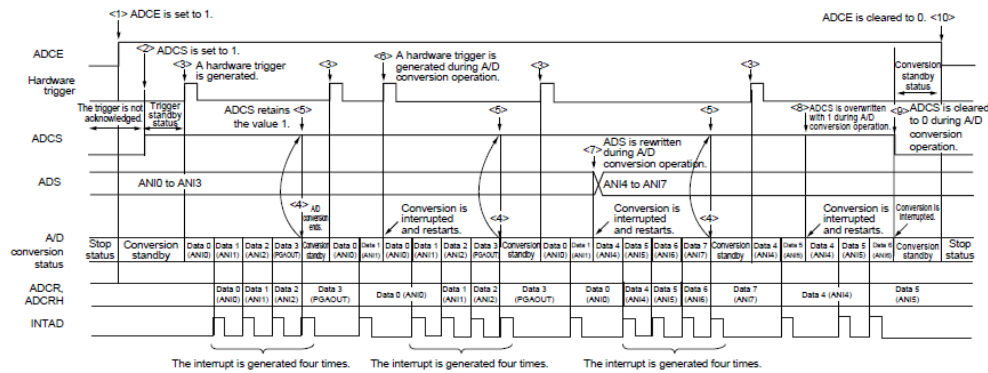 <1> ADCE is set to 1.
ADCE is cleared to 0. <10>
ADCE
<2> ADCS is set to 1.
<3> A hardware trigger
is generated.
<3>
<6> A hardware trigger is
generated during A/D
conversion operation.
<3>
<3>
Conversion
standby
status
Hardware
trigger
The trigger is not
acknowledged.
Trigger
standby
status
ADCS retains <5>
the value 1.
<5>
<5>
<8> ADCS is overwritten
with 1 during A/D
conversion operation.
<9> ADCS is cleared
to 0 during A/D
conversion
operation.
ADCS
<7> ADS is rewritten
during A/D
conversion operation.
ADS
ANI0 to ANI3
ANI4 to ANI7
<4> A/D
conversion
ends.
Conversion is
interrupted
and restarts.
<4>
Conversion is
interrupted
and restarts.
<4>
Conversion is
interrupted
and restarts.
Conversion is
interrupted.
A/D
conversion
status
Stop
status
Conversion
standby
Data 0
(ANI0)
Data 1
(ANI1)
Data 2
(ANI2)
Data 3
(PGAOUT)
Conversion
standby
Data 0
(ANI0)
Data 1
(ANI1)
Data 0
(ANI0)
Data 1
(ANI1)
Data 2
(ANI2)
Data 3
(PGAOUT)
Conversion
standby
Data 0
(ANI0)
Data 1
(ANI1)
Data 4
(ANI4)
Data 5
(ANI5)
Data 6
(ANI6)
Data 7
(ANI7)
Conversion
standby
Data 4
(ANI4)
Data 5
(ANI5)
Data 4
(ANI4)
Data 5
(ANI5)
Data 6
(ANI6)
Conversion
standby
Stop
status
ADCR,
ADCRH
Data 0
(ANI0)
Data 1
(ANI1)
Data 2
(ANI2)
Data 3
(PGAOUT)
Data 0 (ANI0)
Data 1
(ANI1)
Data 2
(ANI2)
Data 3
(PGAOUT)
Data 0
(ANI0)
Data 4
(ANI4)
Data 5
(ANI5)
Data 6
(ANI6)
Data 7
(ANI7)
Data 4 (ANI4)
Data 5
(ANI5)
INTAD
The interrupt is generated four times.
The interrupt is generated four times.
The interrupt is generated four times.